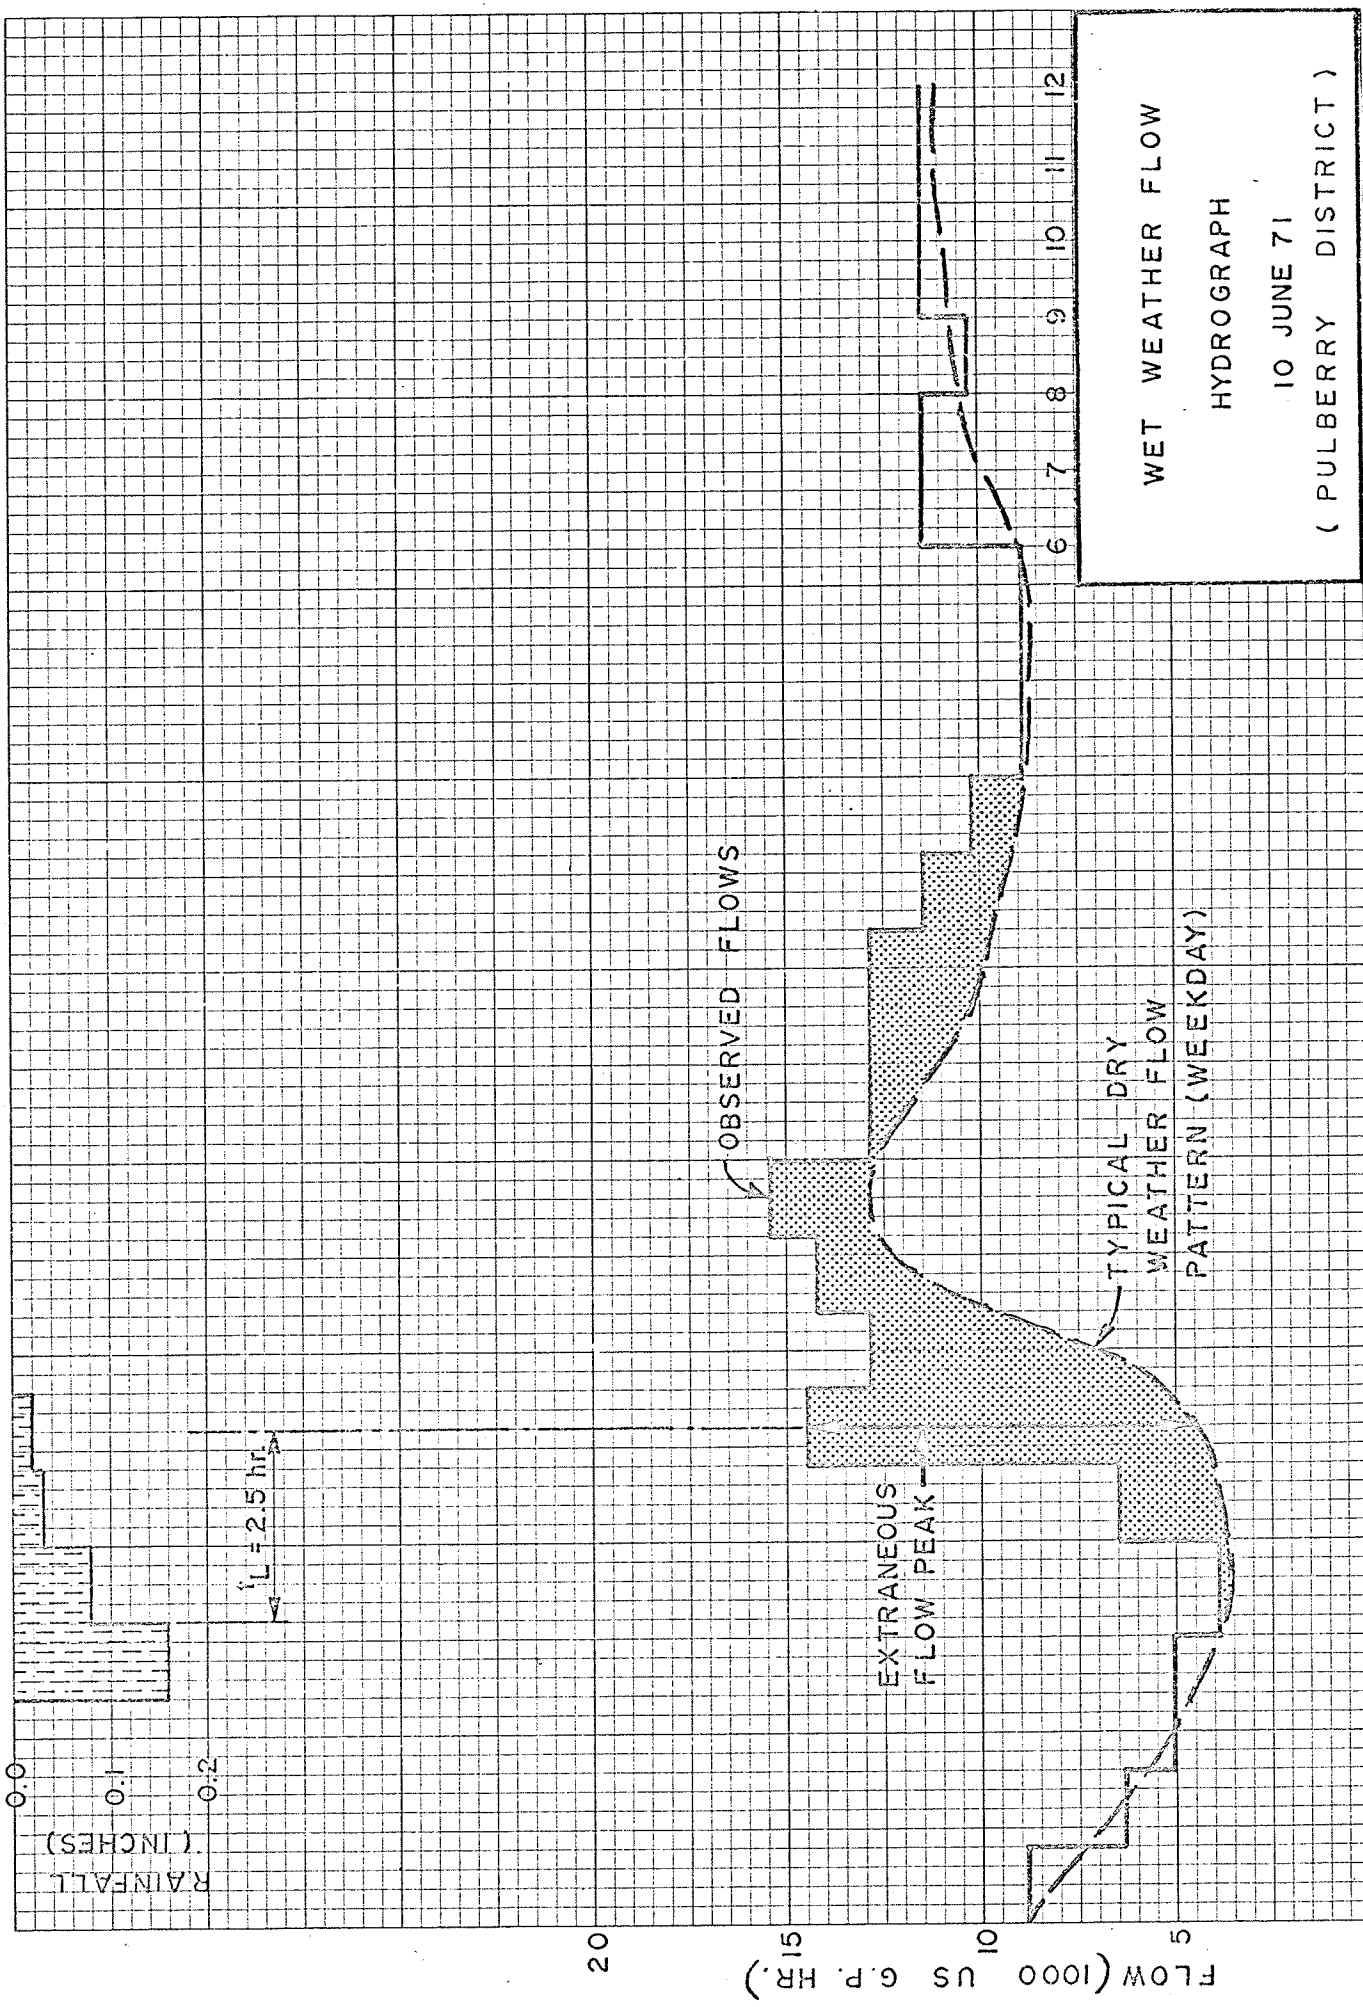 RAINFALL
(INCHES)
0.0
0.1
0.2
tL = 2.5 hr.
FLOW (1000 US G.P. HR.)
20
15
10
5
OBSERVED FLOWS
EXTRANEOUS
FLOW PEAK
TYPICAL DRY
WEATHER FLOW
PATTERN (WEEKDAY)
6 7 8 9 10 11 12
WET WEATHER FLOW
HYDROGRAPH
10 JUNE 71
( PULBERRY DISTRICT )